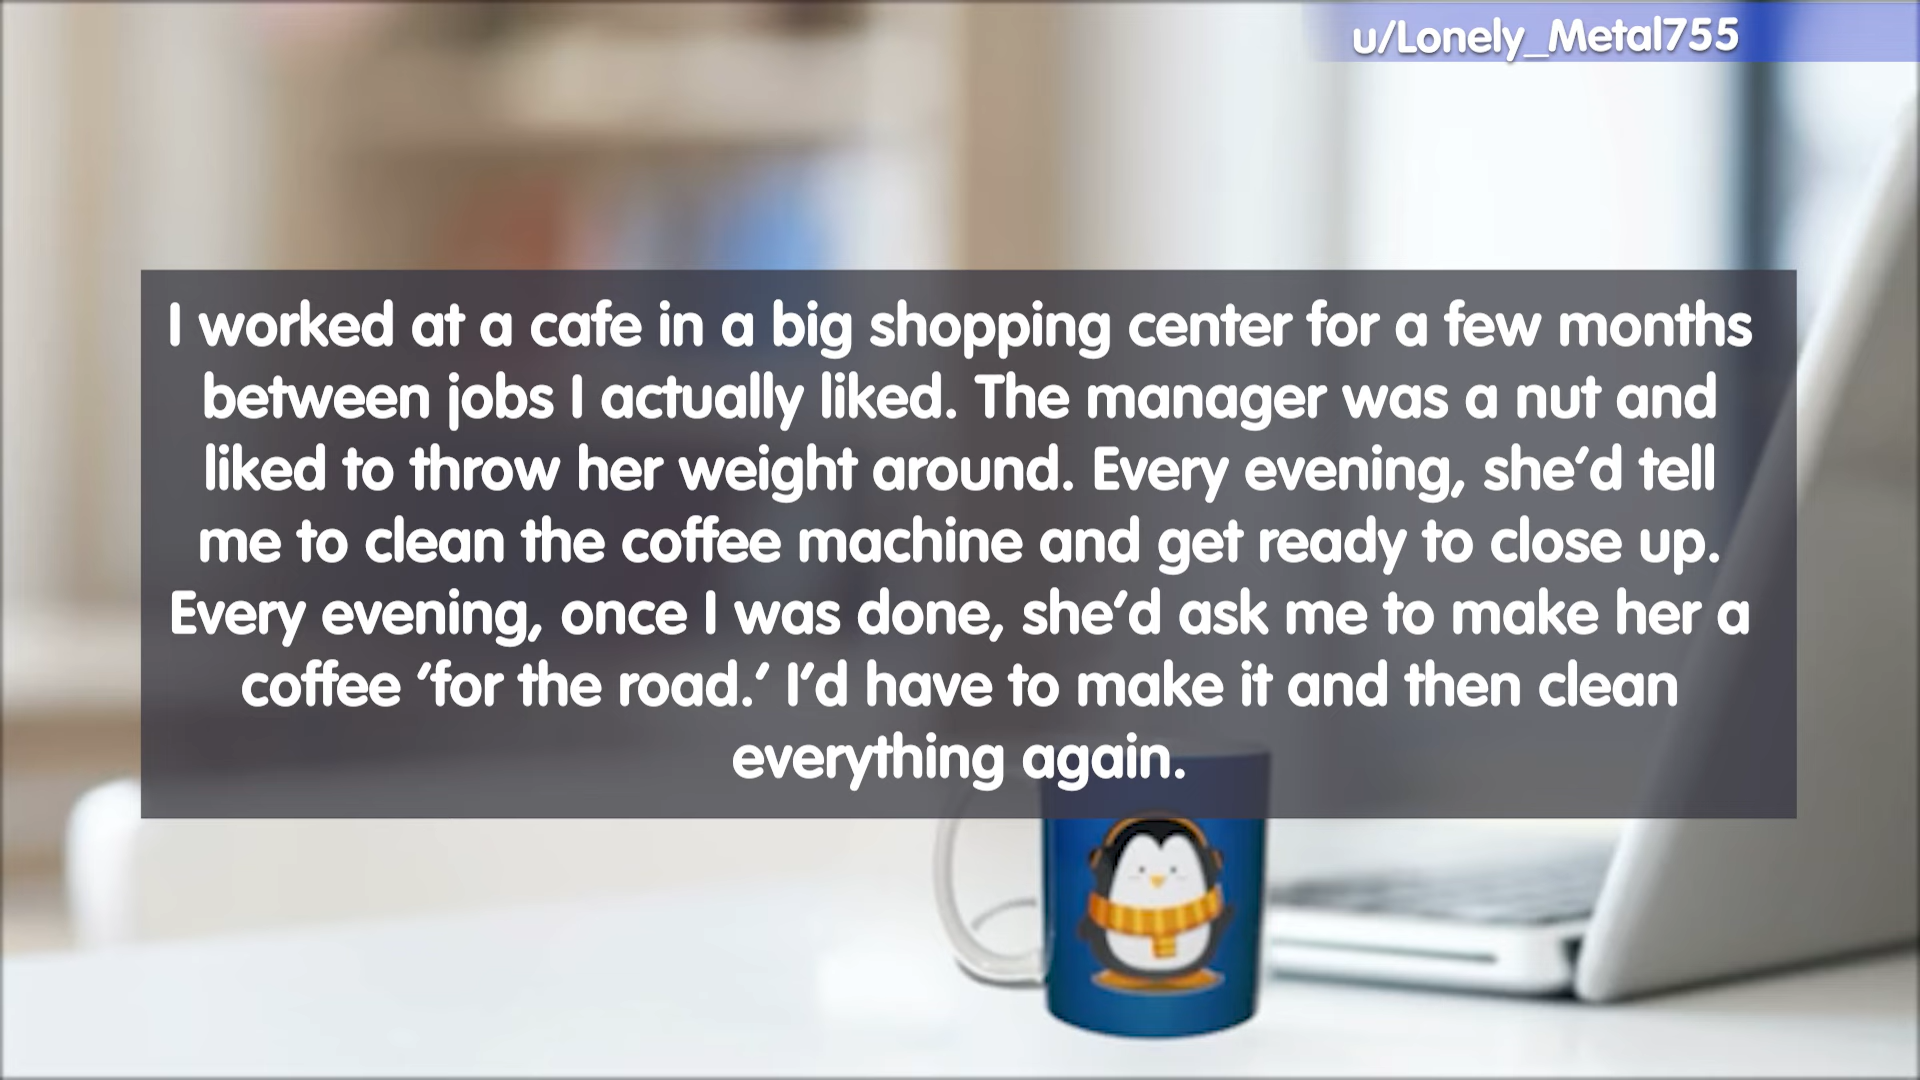 u/Lonely_Metal755
I worked at a cafe in a big shopping center for a few months
between jobs I actually liked. The manager was a nut and
liked to throw her weight around. Every evening, she’d tell
me to clean the coffee machine and get ready to close up.
Every evening, once I was done, she’d ask me to make her a
coffee ‘for the road.’ I’d have to make it and then clean
everything again.